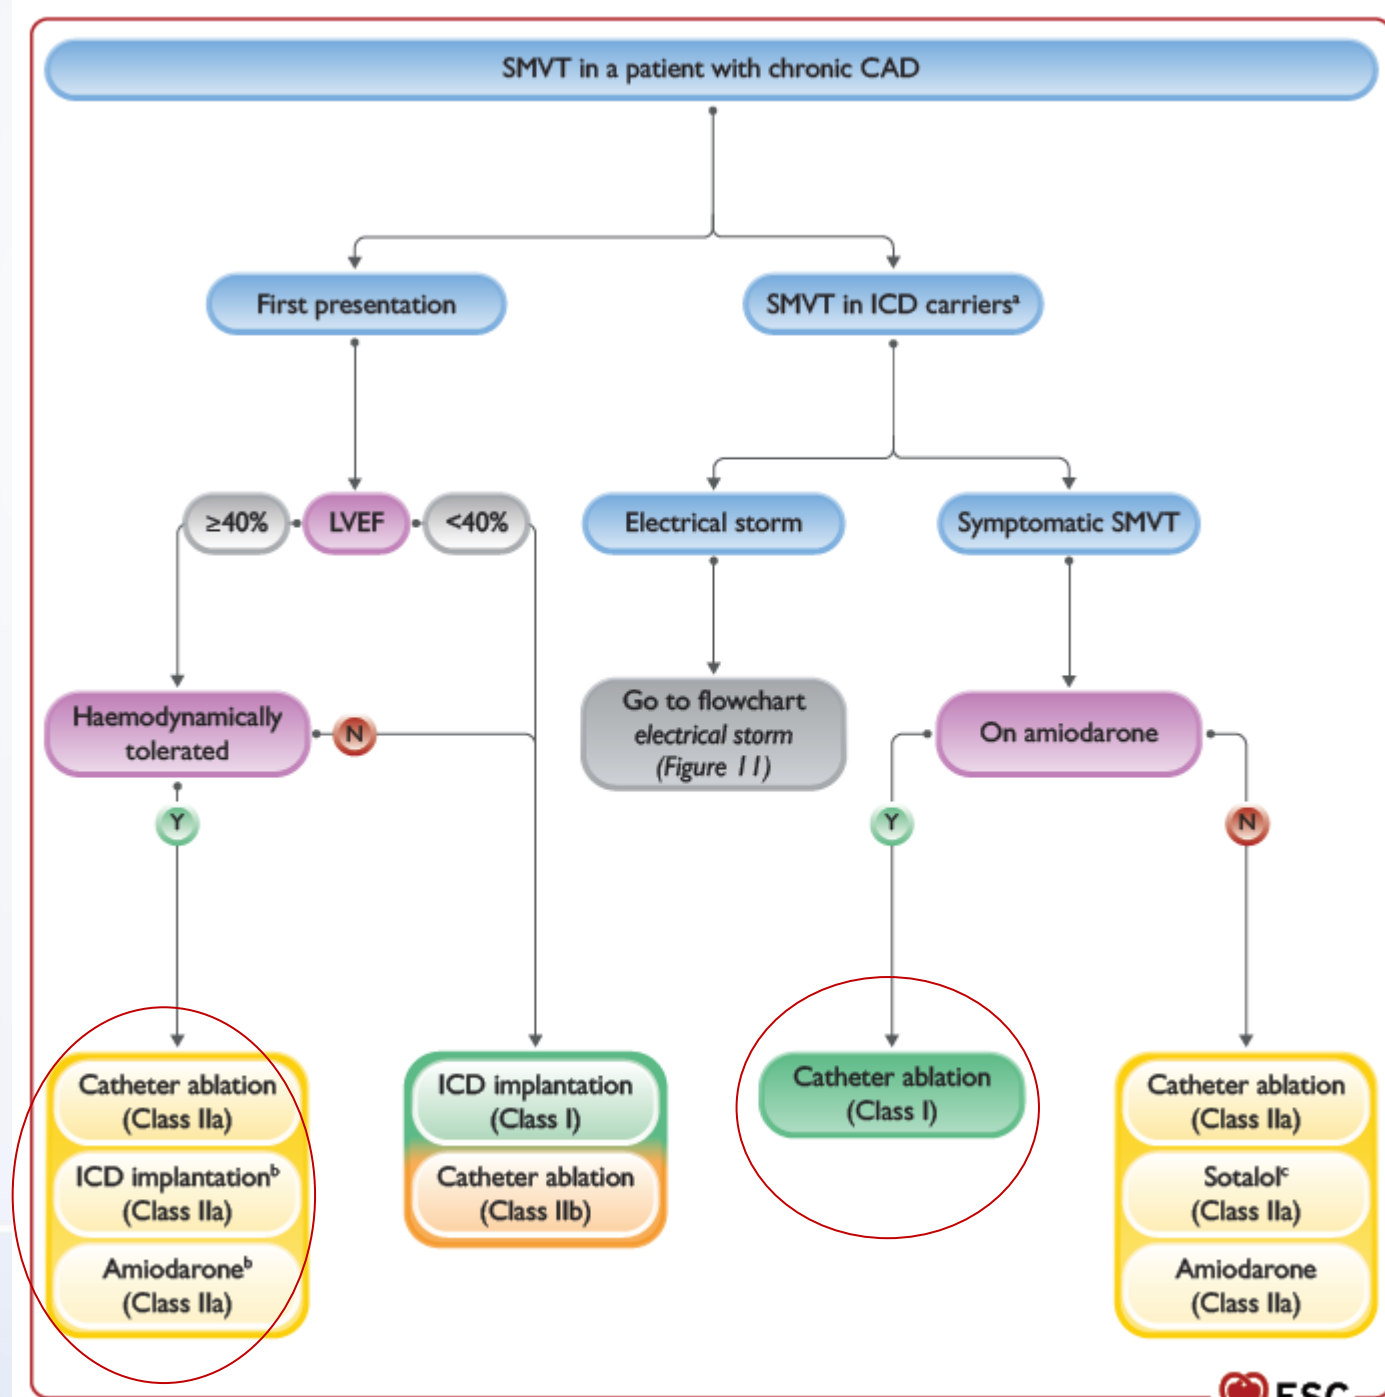 SMVT in a patient with chronic CAD
First presentation
SMVT in ICD carriersᵃ
≥40%
LVEF
<40%
Electrical storm
Symptomatic SMVT
Haemodynamically
tolerated
N
Go to flowchart
electrical storm
(Figure 11)
On amiodarone
Y
Y
N
Catheter ablation
(Class IIa)
ICD implantationᵇ
(Class IIa)
Amiodaroneᵇ
(Class IIa)
ICD implantation
(Class I)
Catheter ablation
(Class IIb)
Catheter ablation
(Class I)
Catheter ablation
(Class IIa)
Sotalolᶜ
(Class IIa)
Amiodarone
(Class IIa)
ESC